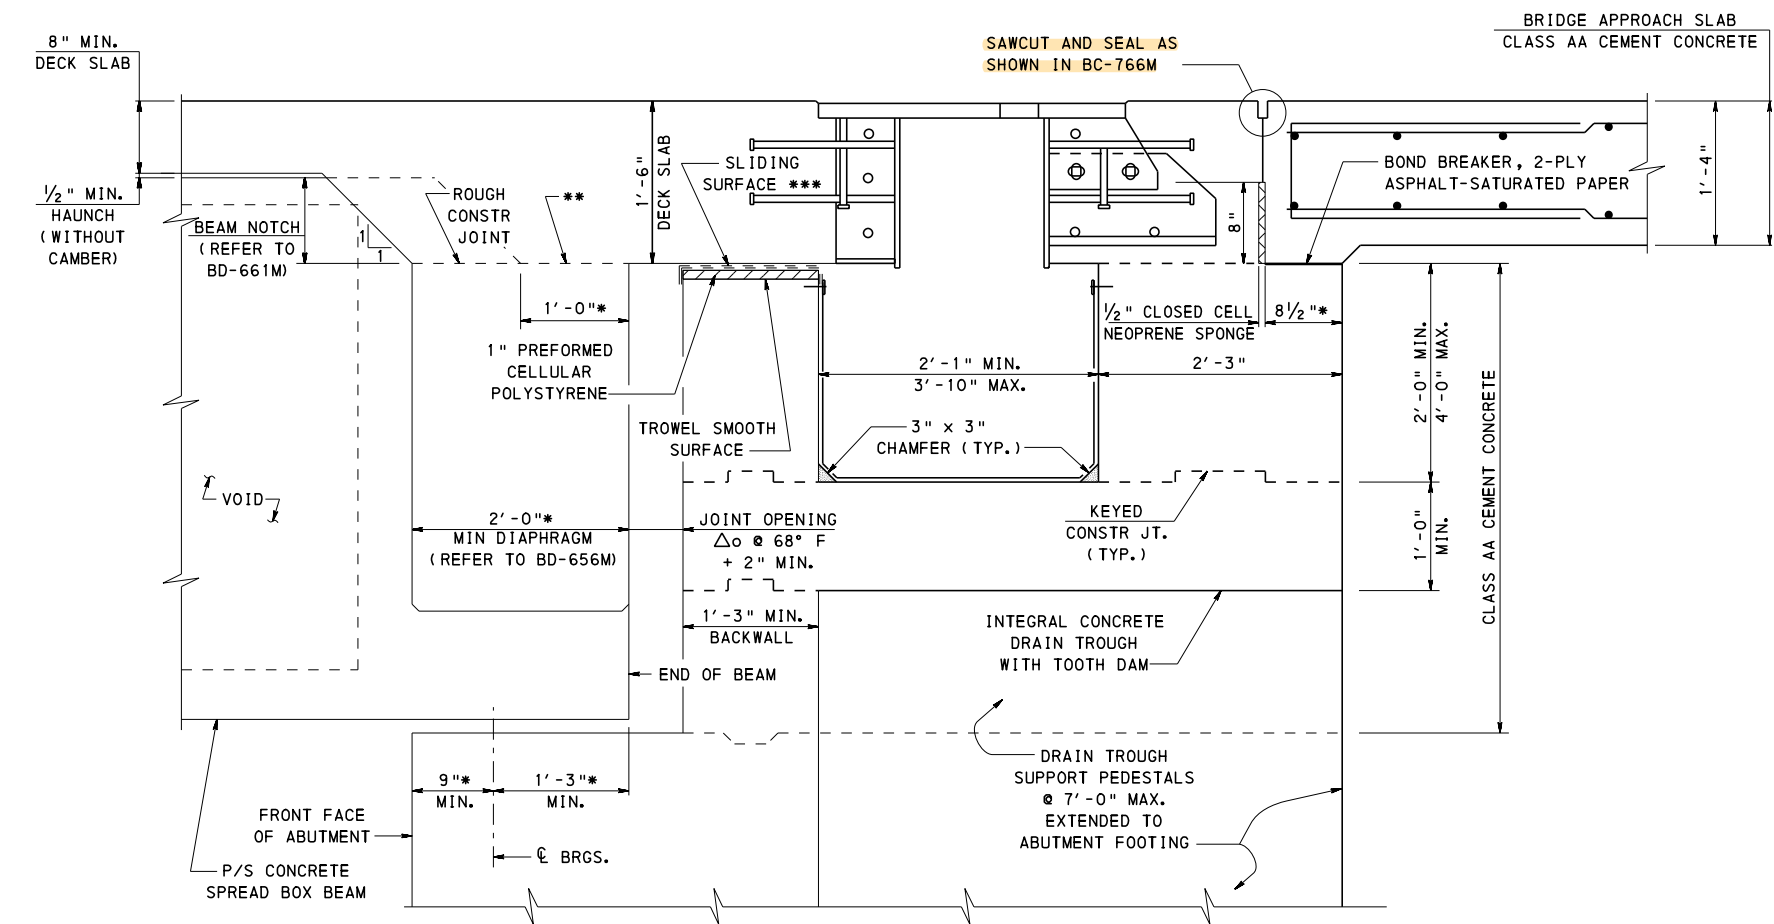 8" MIN.
DECK SLAB
½" MIN.
HAUNCH
(WITHOUT
CAMBER)
BEAM NOTCH
(REFER TO
BD-661M)
1
1
ROUGH
CONSTR
JOINT
**
1'-6"
DECK SLAB
SLIDING
SURFACE ***
SAWCUT AND SEAL AS
SHOWN IN BC-766M
BRIDGE APPROACH SLAB
CLASS AA CEMENT CONCRETE
BOND BREAKER, 2-PLY
ASPHALT-SATURATED PAPER
1'-4"
8"
1'-0"*
1" PREFORMED
CELLULAR
POLYSTYRENE
TROWEL SMOOTH
SURFACE
½" CLOSED CELL
NEOPRENE SPONGE
8½"*
2'-1" MIN.
3'-10" MAX.
2'-3"
2'-0" MIN.
4'-0" MAX.
CLASS AA CEMENT CONCRETE
3" x 3"
CHAMFER (TYP.)
VOID
2'-0"*
MIN DIAPHRAGM
(REFER TO BD-656M)
JOINT OPENING
△o @ 68° F
+ 2" MIN.
KEYED
CONSTR JT.
(TYP.)
1'-0"
MIN.
1'-3" MIN.
BACKWALL
INTEGRAL CONCRETE
DRAIN TROUGH
WITH TOOTH DAM
END OF BEAM
DRAIN TROUGH
SUPPORT PEDESTALS
@ 7'-0" MAX.
EXTENDED TO
ABUTMENT FOOTING
9"*
MIN.
1'-3"*
MIN.
FRONT FACE
OF ABUTMENT
℄ BRGS.
P/S CONCRETE
SPREAD BOX BEAM